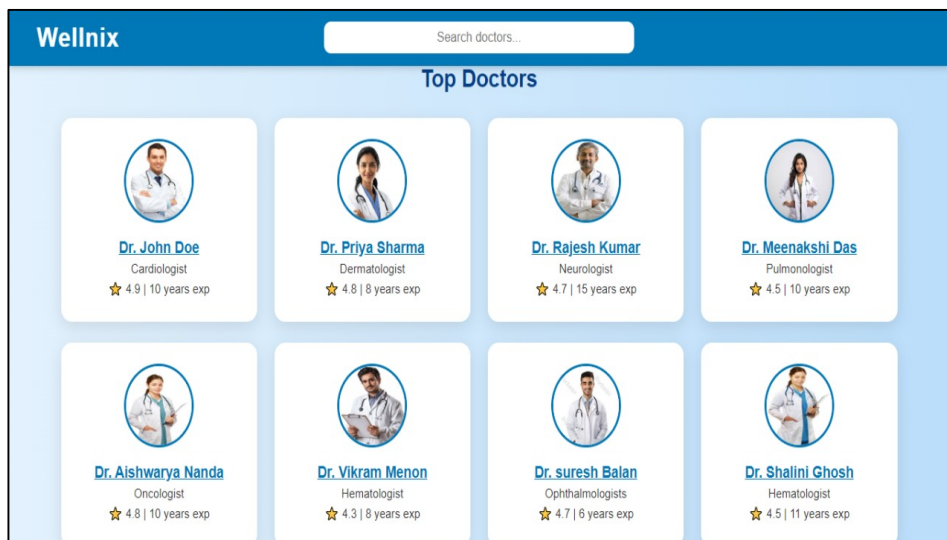 Wellnix
Search doctors...
Top Doctors
Dr. John Doe
Cardiologist
4.9 | 10 years exp
Dr. Priya Sharma
Dermatologist
4.8 | 8 years exp
Dr. Rajesh Kumar
Neurologist
4.7 | 15 years exp
Dr. Meenakshi Das
Pulmonologist
4.5 | 10 years exp
Dr. Aishwarya Nanda
Oncologist
4.8 | 10 years exp
Dr. Vikram Menon
Hematologist
4.3 | 8 years exp
Dr. suresh Balan
Ophthalmologists
4.7 | 6 years exp
Dr. Shalini Ghosh
Hematologist
4.5 | 11 years exp